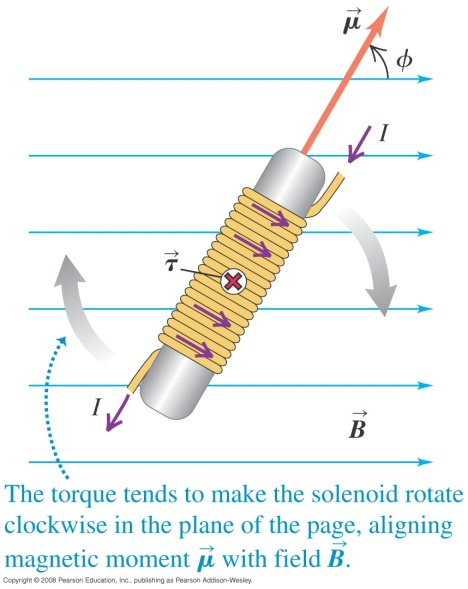 μ⃗
ϕ
I
τ⃗
I
B⃗
The torque tends to make the solenoid rotate
clockwise in the plane of the page, aligning
magnetic moment μ⃗ with field B⃗.
Copyright © 2008 Pearson Education, Inc., publishing as Pearson Addison-Wesley.